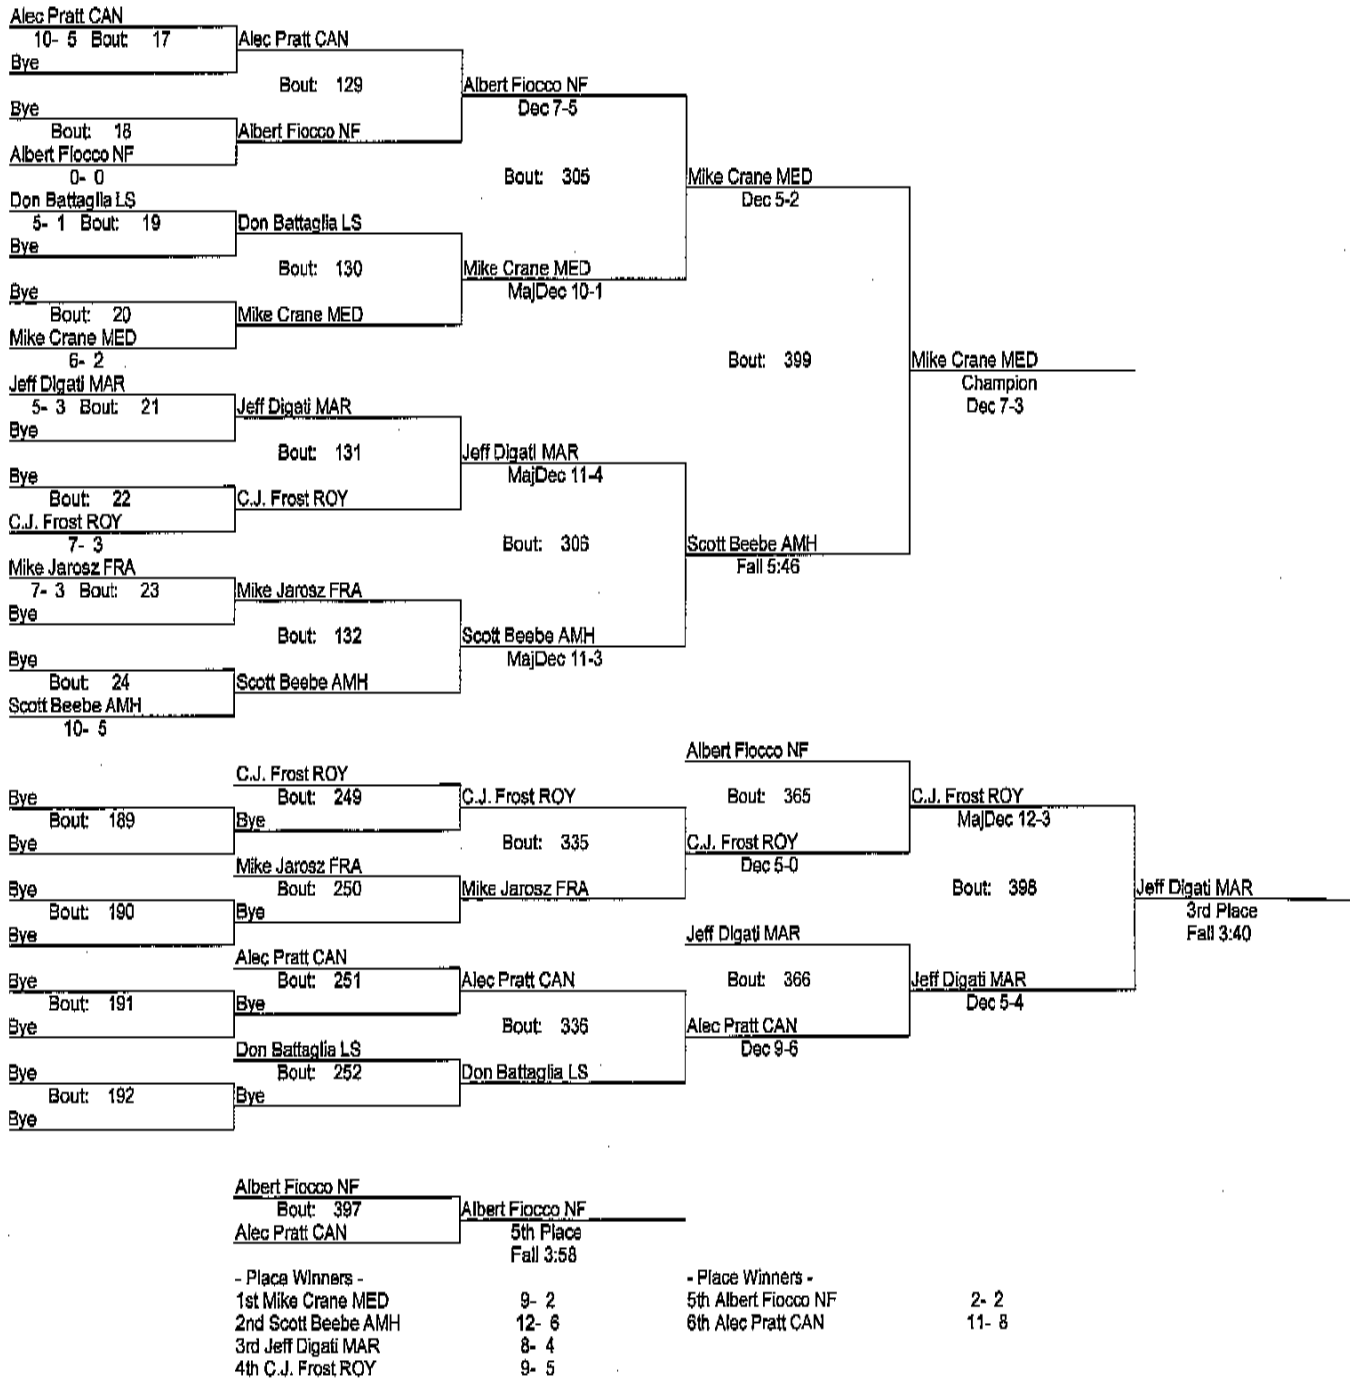 Alec Pratt CAN
10- 5 Bout: 17
Bye
Alec Pratt CAN
Bout: 129
Bye
Bout: 18
Albert Fiocco NF
0- 0
Albert Fiocco NF
Albert Fiocco NF
Dec 7-5
Bout: 305
Don Battaglia LS
5- 1 Bout: 19
Bye
Don Battaglia LS
Bout: 130
Bye
Bout: 20
Mike Crane MED
6- 2
Mike Crane MED
Mike Crane MED
MajDec 10-1
Mike Crane MED
Dec 5-2
Bout: 399
Mike Crane MED
Champion
Dec 7-3
Jeff Digati MAR
5- 3 Bout: 21
Bye
Jeff Digati MAR
Bout: 131
Bye
Bout: 22
C.J. Frost ROY
7- 3
C.J. Frost ROY
Jeff Digati MAR
MajDec 11-4
Bout: 306
Scott Beebe AMH
Fall 5:46
Mike Jarosz FRA
7- 3 Bout: 23
Bye
Mike Jarosz FRA
Bout: 132
Bye
Bout: 24
Scott Beebe AMH
10- 5
Scott Beebe AMH
Scott Beebe AMH
MajDec 11-3
Bye
Bout: 189
Bye
C.J. Frost ROY
Bout: 249
Bye
C.J. Frost ROY
Bout: 335
Bye
Bout: 190
Bye
Mike Jarosz FRA
Bout: 250
Bye
Mike Jarosz FRA
Albert Fiocco NF
Bout: 365
C.J. Frost ROY
Dec 5-0
C.J. Frost ROY
MajDec 12-3
Bout: 398
Jeff Digati MAR
3rd Place
Fall 3:40
Bye
Bout: 191
Bye
Alec Pratt CAN
Bout: 251
Bye
Alec Pratt CAN
Bout: 336
Bye
Bout: 192
Bye
Don Battaglia LS
Bout: 252
Bye
Don Battaglia LS
Jeff Digati MAR
Bout: 366
Alec Pratt CAN
Dec 9-6
Jeff Digati MAR
Dec 5-4
Albert Fiocco NF
Bout: 397
Alec Pratt CAN
Albert Fiocco NF
5th Place
Fall 3:58
- Place Winners -
1st Mike Crane MED 9- 2
2nd Scott Beebe AMH 12- 6
3rd Jeff Digati MAR 8- 4
4th C.J. Frost ROY 9- 5
- Place Winners -
5th Albert Fiocco NF 2- 2
6th Alec Pratt CAN 11- 8